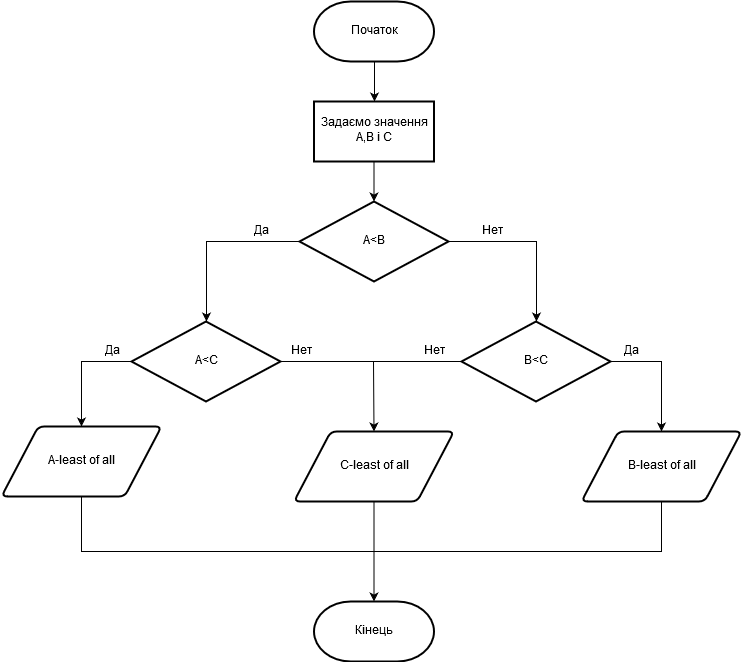 Початок
Задаємо значення
A,B і C
Да
A<B
Нет
Да
A<C
Нет
Нет
B<C
Да
A-least of all
C-least of all
B-least of all
Кінець